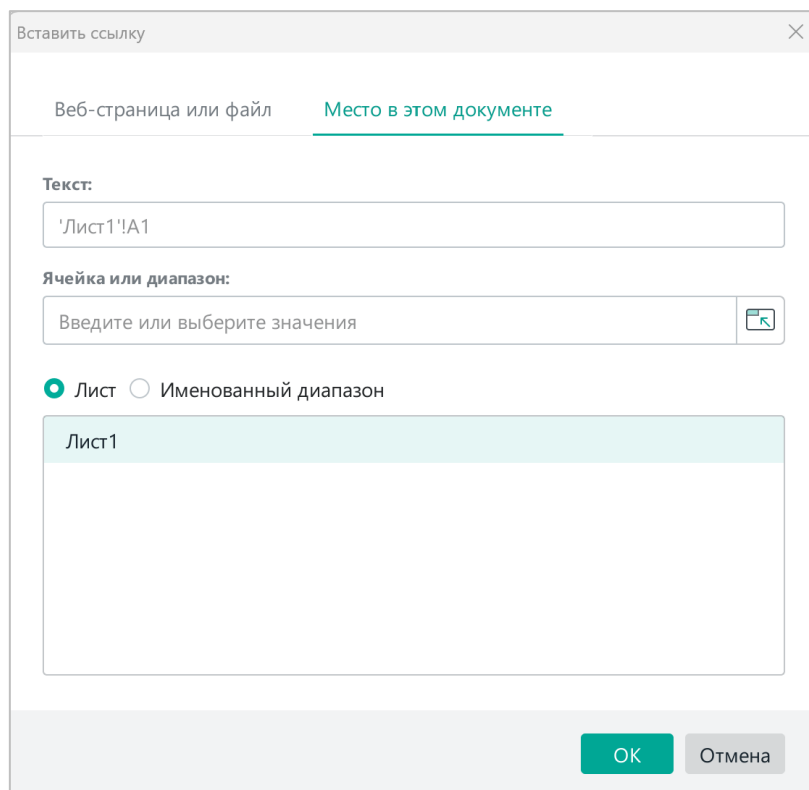 Вставить ссылку
Веб-страница или файл Место в этом документе
Текст:
'Лист1'!A1
Ячейка или диапазон:
Введите или выберите значения
Лист Именованный диапазон
Лист1
ОК Отмена